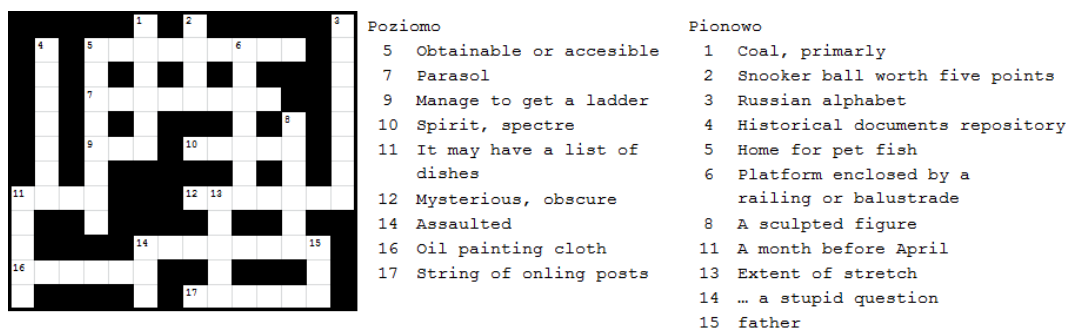 1 2 3
4 5 6
7
8
9 10
11 12 13
14 15
16
17
Poziomo
5 Obtainable or accesible
7 Parasol
9 Manage to get a ladder
10 Spirit, spectre
11 It may have a list of
dishes
12 Mysterious, obscure
14 Assaulted
16 Oil painting cloth
17 String of onling posts
Pionowo
1 Coal, primarly
2 Snooker ball worth five points
3 Russian alphabet
4 Historical documents repository
5 Home for pet fish
6 Platform enclosed by a
railing or balustrade
8 A sculpted figure
11 A month before April
13 Extent of stretch
14 … a stupid question
15 father